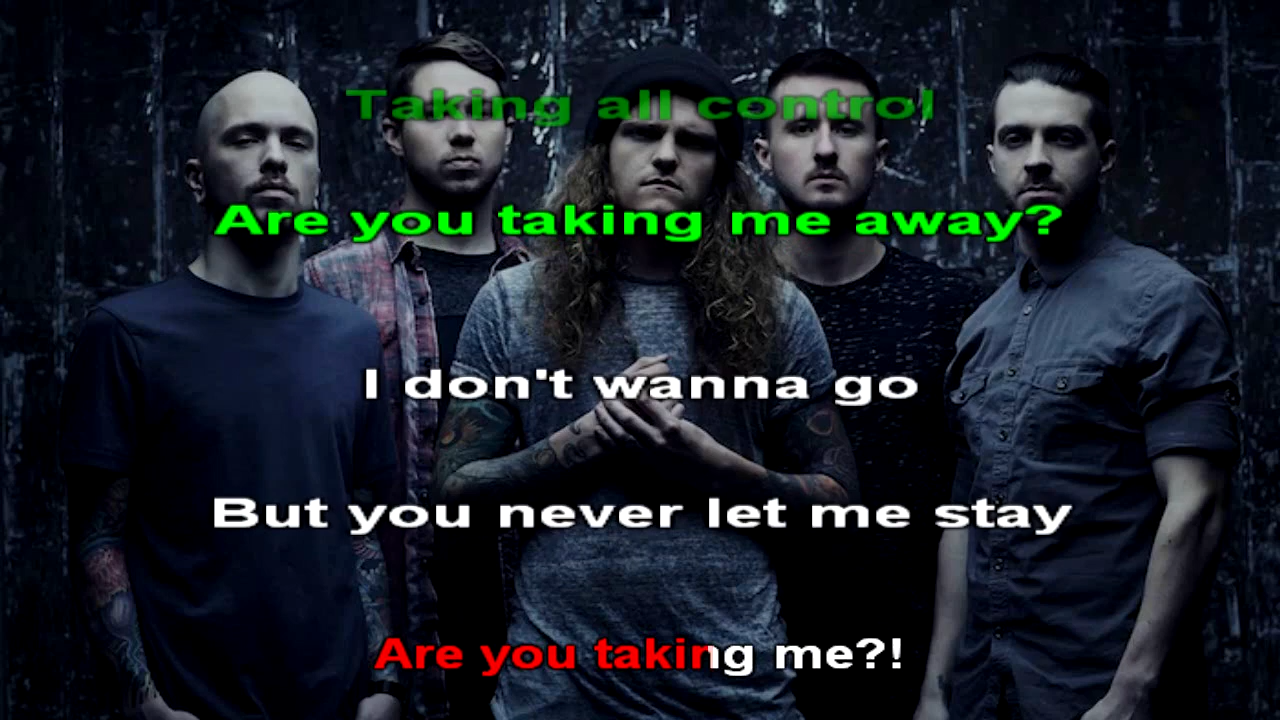 Taking all control
Are you taking me away?
I don't wanna go
But you never let me stay
Are you taking me?!